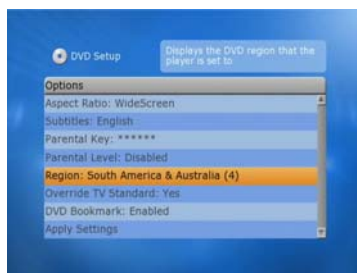 DVD Setup
Displays the DVD region that the
player is set to
Options
Aspect Ratio: WideScreen
Subtitles: English
Parental Key: ******
Parental Level: Disabled
Region: South America & Australia (4)
Override TV Standard: Yes
DVD Bookmark: Enabled
Apply Settings